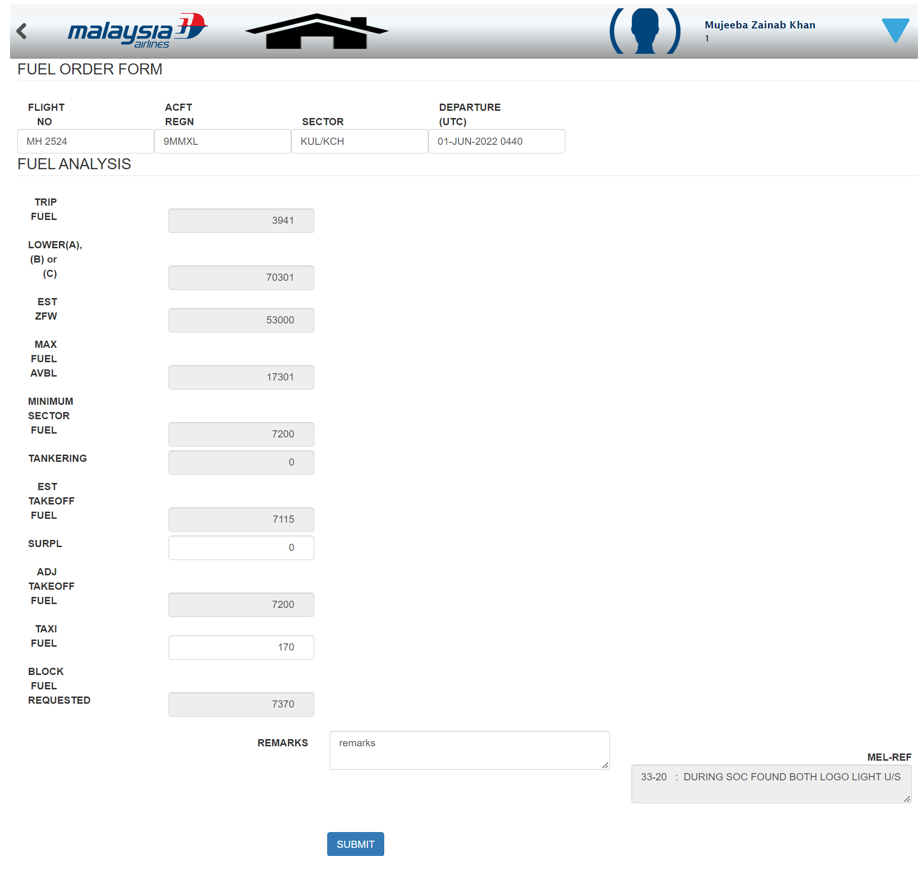 malaysia
airlines
Mujeeba Zainab Khan
1
FUEL ORDER FORM
FLIGHT
NO
ACFT
REGN
SECTOR
DEPARTURE
(UTC)
MH 2524
9MMXL
KUL/KCH
01-JUN-2022 0440
FUEL ANALYSIS
TRIP
FUEL
3941
LOWER(A),
(B) or
(C)
70301
EST
ZFW
53000
MAX
FUEL
AVBL
17301
MINIMUM
SECTOR
FUEL
7200
TANKERING
0
EST
TAKEOFF
FUEL
7115
SURPL
0
ADJ
TAKEOFF
FUEL
7200
TAXI
FUEL
170
BLOCK
FUEL
REQUESTED
7370
REMARKS
remarks
MEL-REF
33-20 : DURING SOC FOUND BOTH LOGO LIGHT U/S
SUBMIT